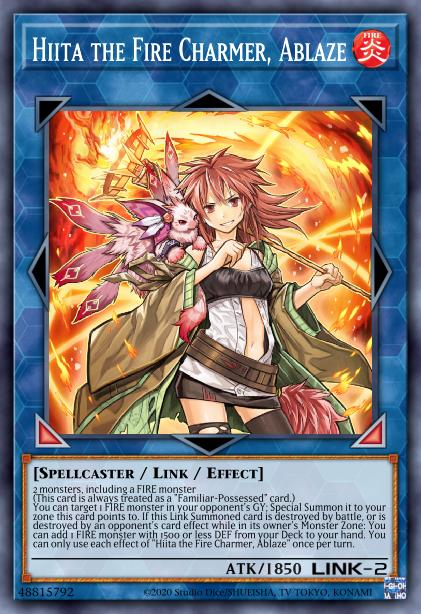 HIITA THE FIRE CHARMER, ABLAZE
FIRE
炎
[SPELLCASTER / LINK / EFFECT]
2 monsters, including a FIRE monster
(This card is always treated as a "Familiar-Possessed" card.)
You can target 1 FIRE monster in your opponent's GY; Special Summon it to your
zone this card points to. If this Link Summoned card is destroyed by battle, or is
destroyed by an opponent's card effect while in its owner's Monster Zone: You
can add 1 FIRE monster with 1500 or less DEF from your Deck to your hand. You
can only use each effect of "Hiita the Fire Charmer, Ablaze" once per turn.
ATK/1850 LINK-2
48815792
©2020 Studio Dice/SHUEISHA, TV TOKYO, KONAMI